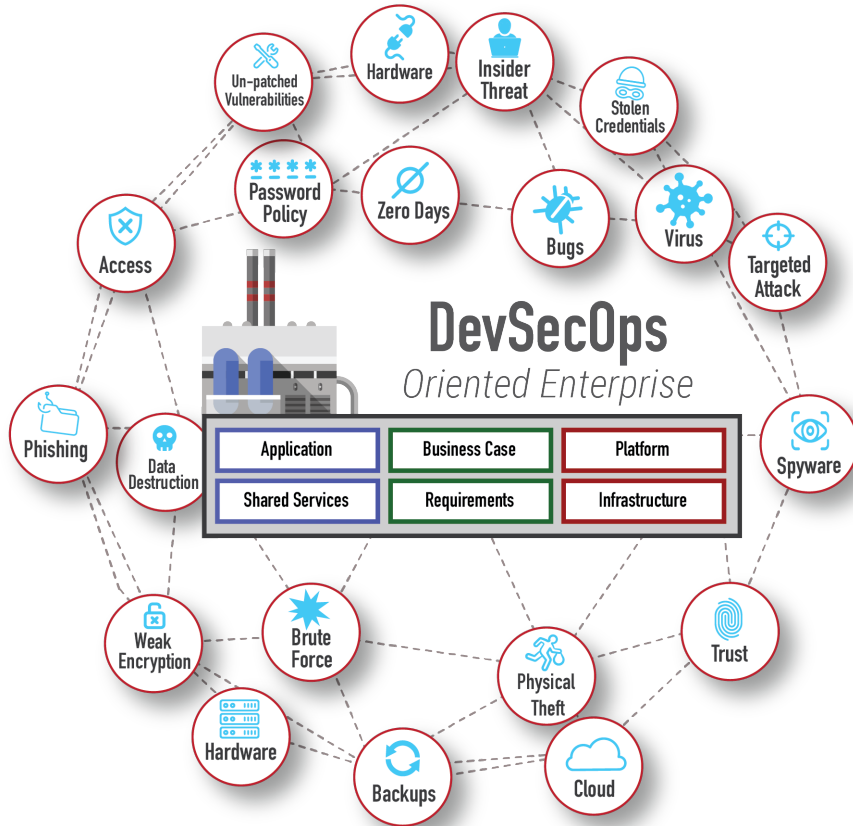 Hardware
Insider
Threat
Un-patched
Vulnerabilities
Stolen
Credentials
* * * *
Password
Policy
Zero Days
Bugs
Virus
Access
Targeted
Attack
DevSecOps
Oriented Enterprise
Phishing
Data
Destruction
Application
Business Case
Platform
Spyware
Shared Services
Requirements
Infrastructure
Weak
Encryption
Brute
Force
Physical
Theft
Trust
Hardware
Backups
Cloud